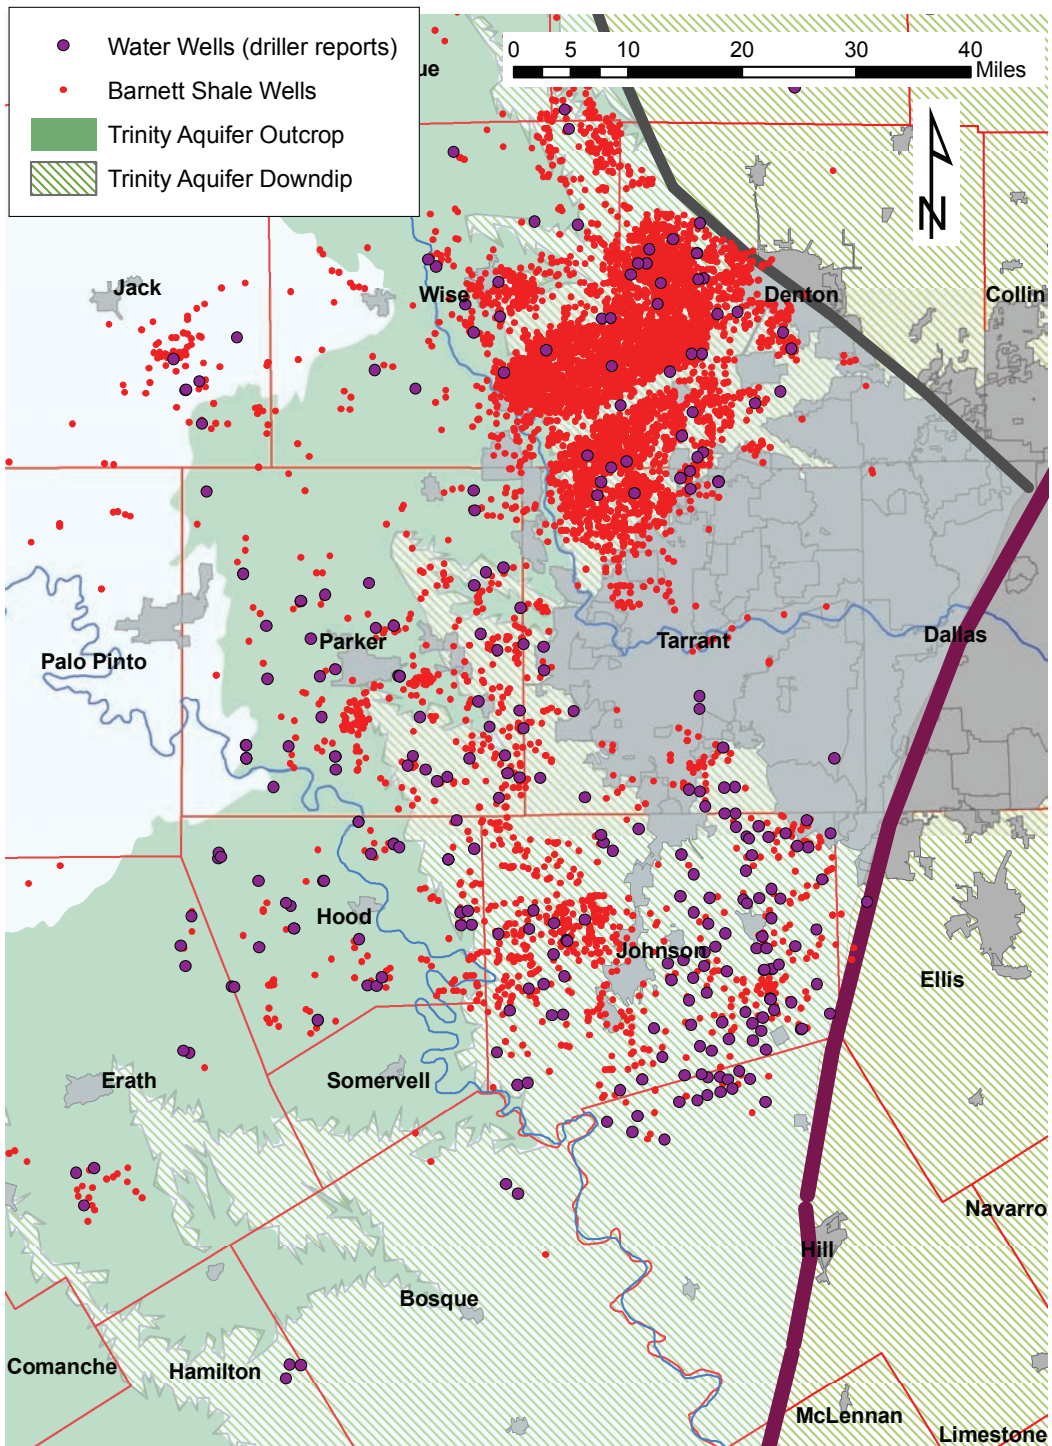 Water Wells (driller reports)
Barnett Shale Wells
Trinity Aquifer Outcrop
Trinity Aquifer Downdip
0 5 10 20 30 40
Miles
N
Jack
Wise
Denton
Collin
Palo Pinto
Parker
Tarrant
Dallas
Hood
Johnson
Ellis
Erath
Somervell
Navarro
Hill
Bosque
Comanche
Hamilton
McLennan
Limestone